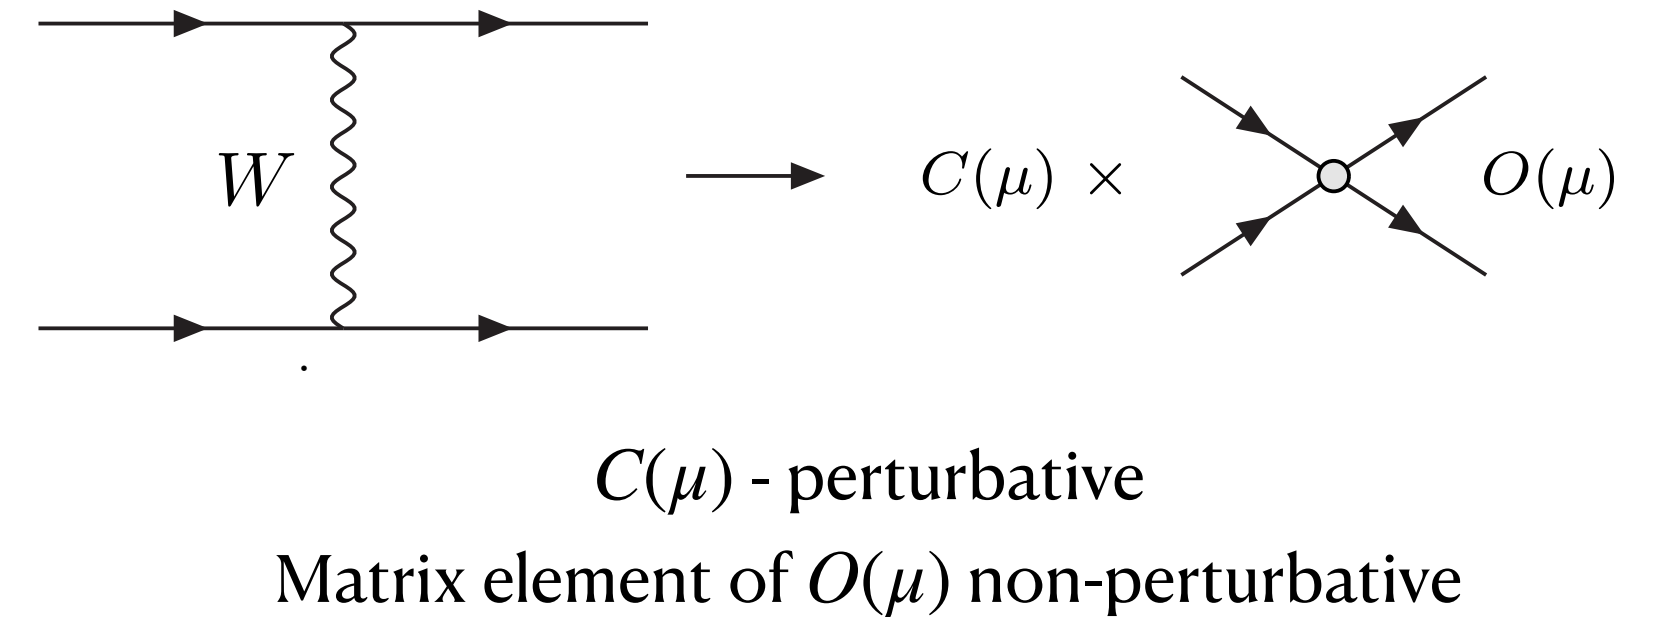 W
C(μ) × O(μ)
C(μ) - perturbative
Matrix element of O(μ) non-perturbative